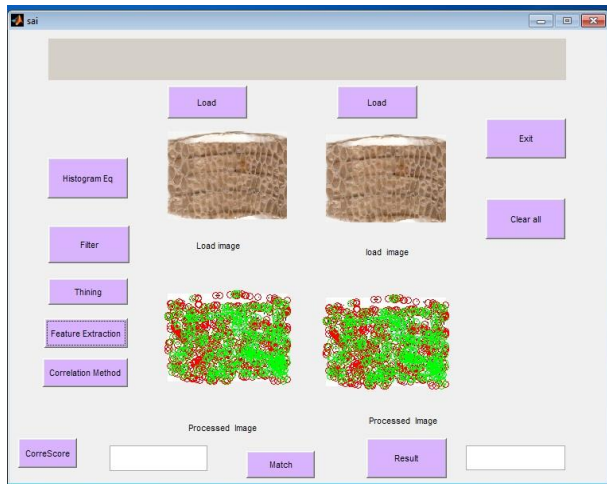 sai
Load
Load
Exit
Histogram Eq
Clear all
Filter
Load image
load image
Thining
Feature Extraction
Correlation Method
Processed Image
Processed Image
CorreScore
Match
Result